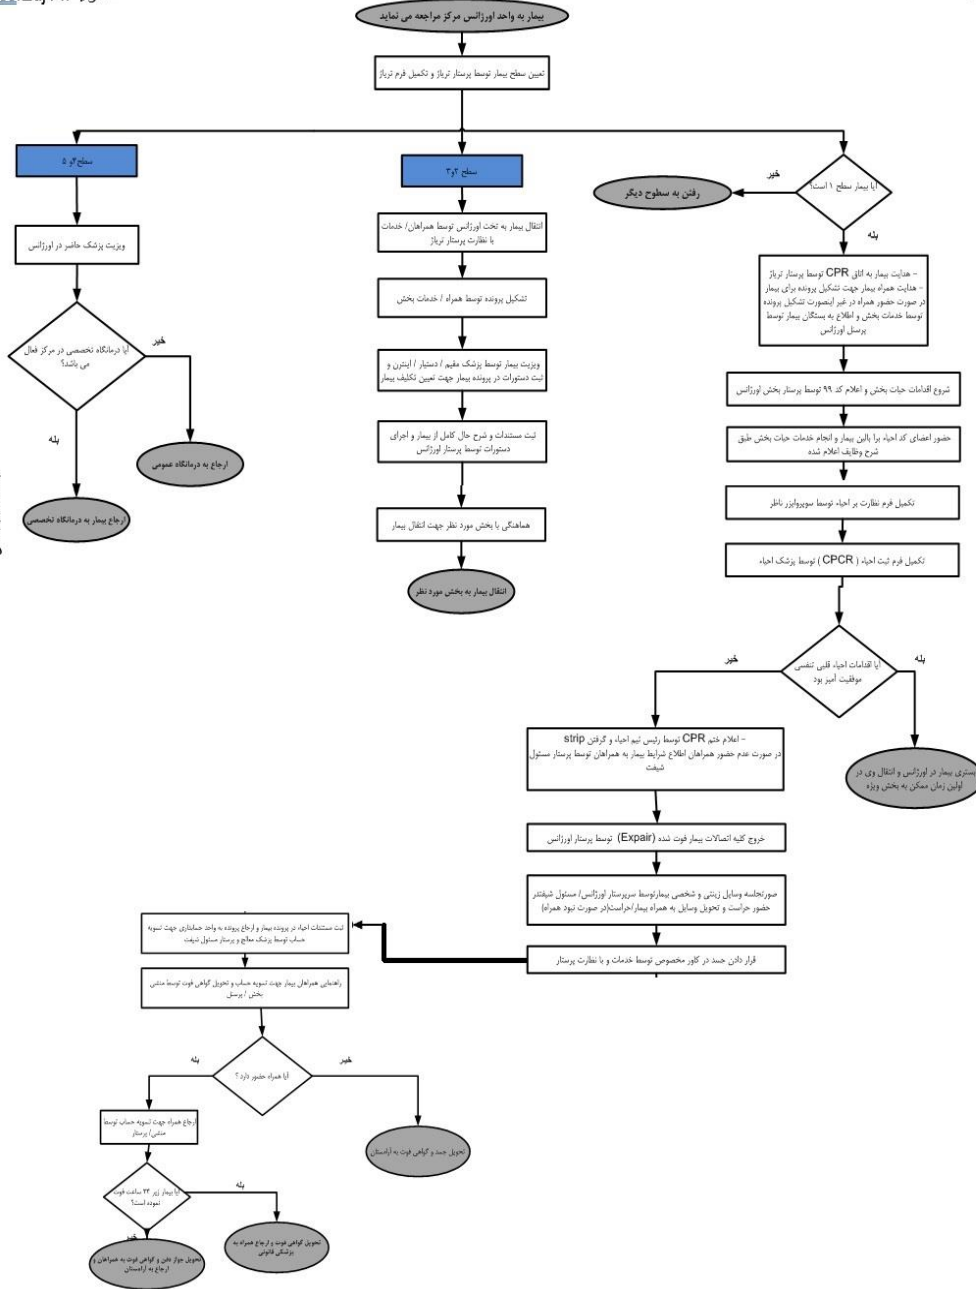 بیمار به واحد اورژانس مرکز مراجعه می نماید
تعیین سطح بیمار توسط پرستار تریاژ و تکمیل فرم تریاژ
آیا بیمار سطح ۱ است؟
خیر
رفتن به سطوح دیگر
بله
- هدایت بیمار به اتاق CPR توسط پرستار تریاژ
- هدایت همراه بیمار جهت تشکیل پرونده برای بیمار
در صورت حضور همراه در غیر اینصورت تشکیل پرونده
توسط خدمات بخش و اطلاع به بستگان بیمار توسط
پرسنل اورژانس
شروع اقدامات حیات بخش و اعلام کد ۹۹ توسط پرستار بخش اورژانس
حضور اعضای کد احیاء برا بالین بیمار و انجام خدمات حیات بخش طبق
شرح وظایف اعلام شده
تکمیل فرم نظارت بر احیاء توسط سوپروایزر ناظر
تکمیل فرم ثبت احیاء ( CPCR ) توسط پزشک احیاء
آیا اقدامات احیاء قلبی تنفسی
موفقیت آمیز بود
بله
بستری بیمار در اورژانس و انتقال وی در
اولین زمان ممکن به بخش ویژه
خیر
- اعلام ختم CPR توسط رئیس تیم احیاء و گرفتن strip
در صورت عدم حضور همراهان اطلاع شرایط بیمار به همراهان توسط پرستار مسئول
شیفت
خروج کلیه اتصالات بیمار فوت شده (Expair) توسط پرستار اورژانس
صورتجلسه وسایل زینتی و شخصی بیمارتوسط سرپرستار اورژانس/ مسئول شیفتدر
حضور حراست و تحویل وسایل به همراه بیمار/حراست(در صورت نبود همراه)
قرار دادن جسد در کاور مخصوص توسط خدمات و با نظارت پرستار
سطح ۲و۳
انتقال بیمار به تخت اورژانس توسط همراهان/ خدمات
با نظارت پرستار تریاژ
تشکیل پرونده توسط همراه / خدمات بخش
ویزیت بیمار توسط پزشک مقیم / دستیار / اینترن و
ثبت دستورات در پرونده بیمار جهت تعیین تکلیف بیمار
ثبت مستندات و شرح حال کامل از بیمار و اجرای
دستورات توسط پرستار اورژانس
هماهنگی با بخش مورد نظر جهت انتقال بیمار
انتقال بیمار به بخش مورد نظر
سطح۴و ۵
ویزیت پزشک حاضر در اورژانس
آیا درمانگاه تخصصی در مرکز فعال
می باشد؟
خیر
ارجاع به درمانگاه عمومی
بله
ارجاع بیمار به درمانگاه تخصصی
ثبت مستندات احیاء در پرونده بیمار و ارجاع پرونده به واحد حسابداری جهت تسویه
حساب توسط پزشک معالج و پرستار مسئول شیفت
راهنمایی همراهان بیمار جهت تسویه حساب و تحویل گواهی فوت توسط منشی
بخش / پرسنل
آیا همراه حضور دارد ؟
خیر
تحویل جسد و گواهی فوت به آرامستان
بله
ارجاع همراه جهت تسویه حساب توسط
منشی/ پرستار
آیا بیمار زیر ۲۴ ساعت فوت
نموده است؟
بله
تحویل گواهی فوت و ارجاع همراه به
پزشکی قانونی
خیر
تحویل جواز دفن و گواهی فوت به همراهان و
ارجاع به آرامستان